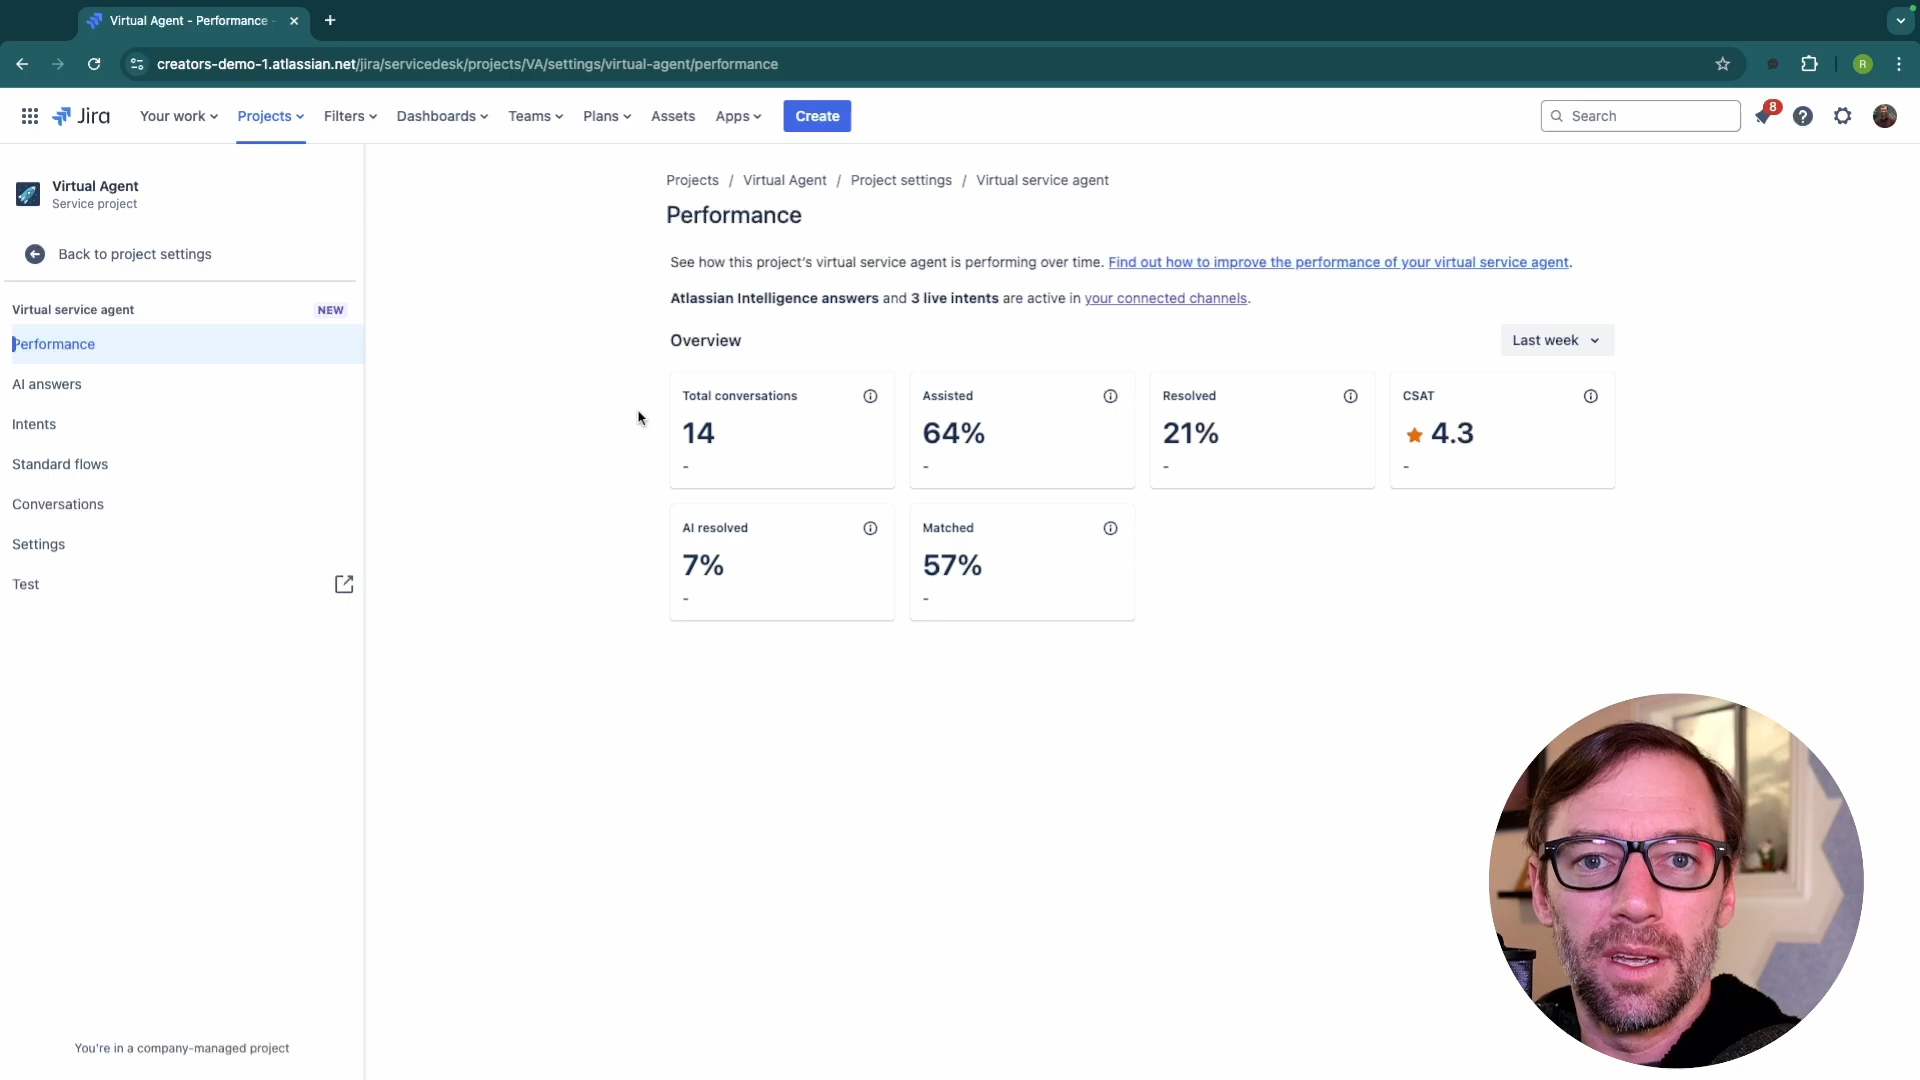 Virtual Agent - Performance -
creators-demo-1.atlassian.net/jira/servicedesk/projects/VA/settings/virtual-agent/performance
R
Jira
Your work
Projects
Filters
Dashboards
Teams
Plans
Assets
Apps
Create
Search
8
Virtual Agent
Service project
Back to project settings
Virtual service agent NEW
Performance
AI answers
Intents
Standard flows
Conversations
Settings
Test
You're in a company-managed project
Projects / Virtual Agent / Project settings / Virtual service agent
Performance
See how this project's virtual service agent is performing over time. Find out how to improve the performance of your virtual service agent.
Atlassian Intelligence answers and 3 live intents are active in your connected channels.
Overview
Last week
Total conversations
14
-
Assisted
64%
-
Resolved
21%
-
CSAT
4.3
-
AI resolved
7%
-
Matched
57%
-